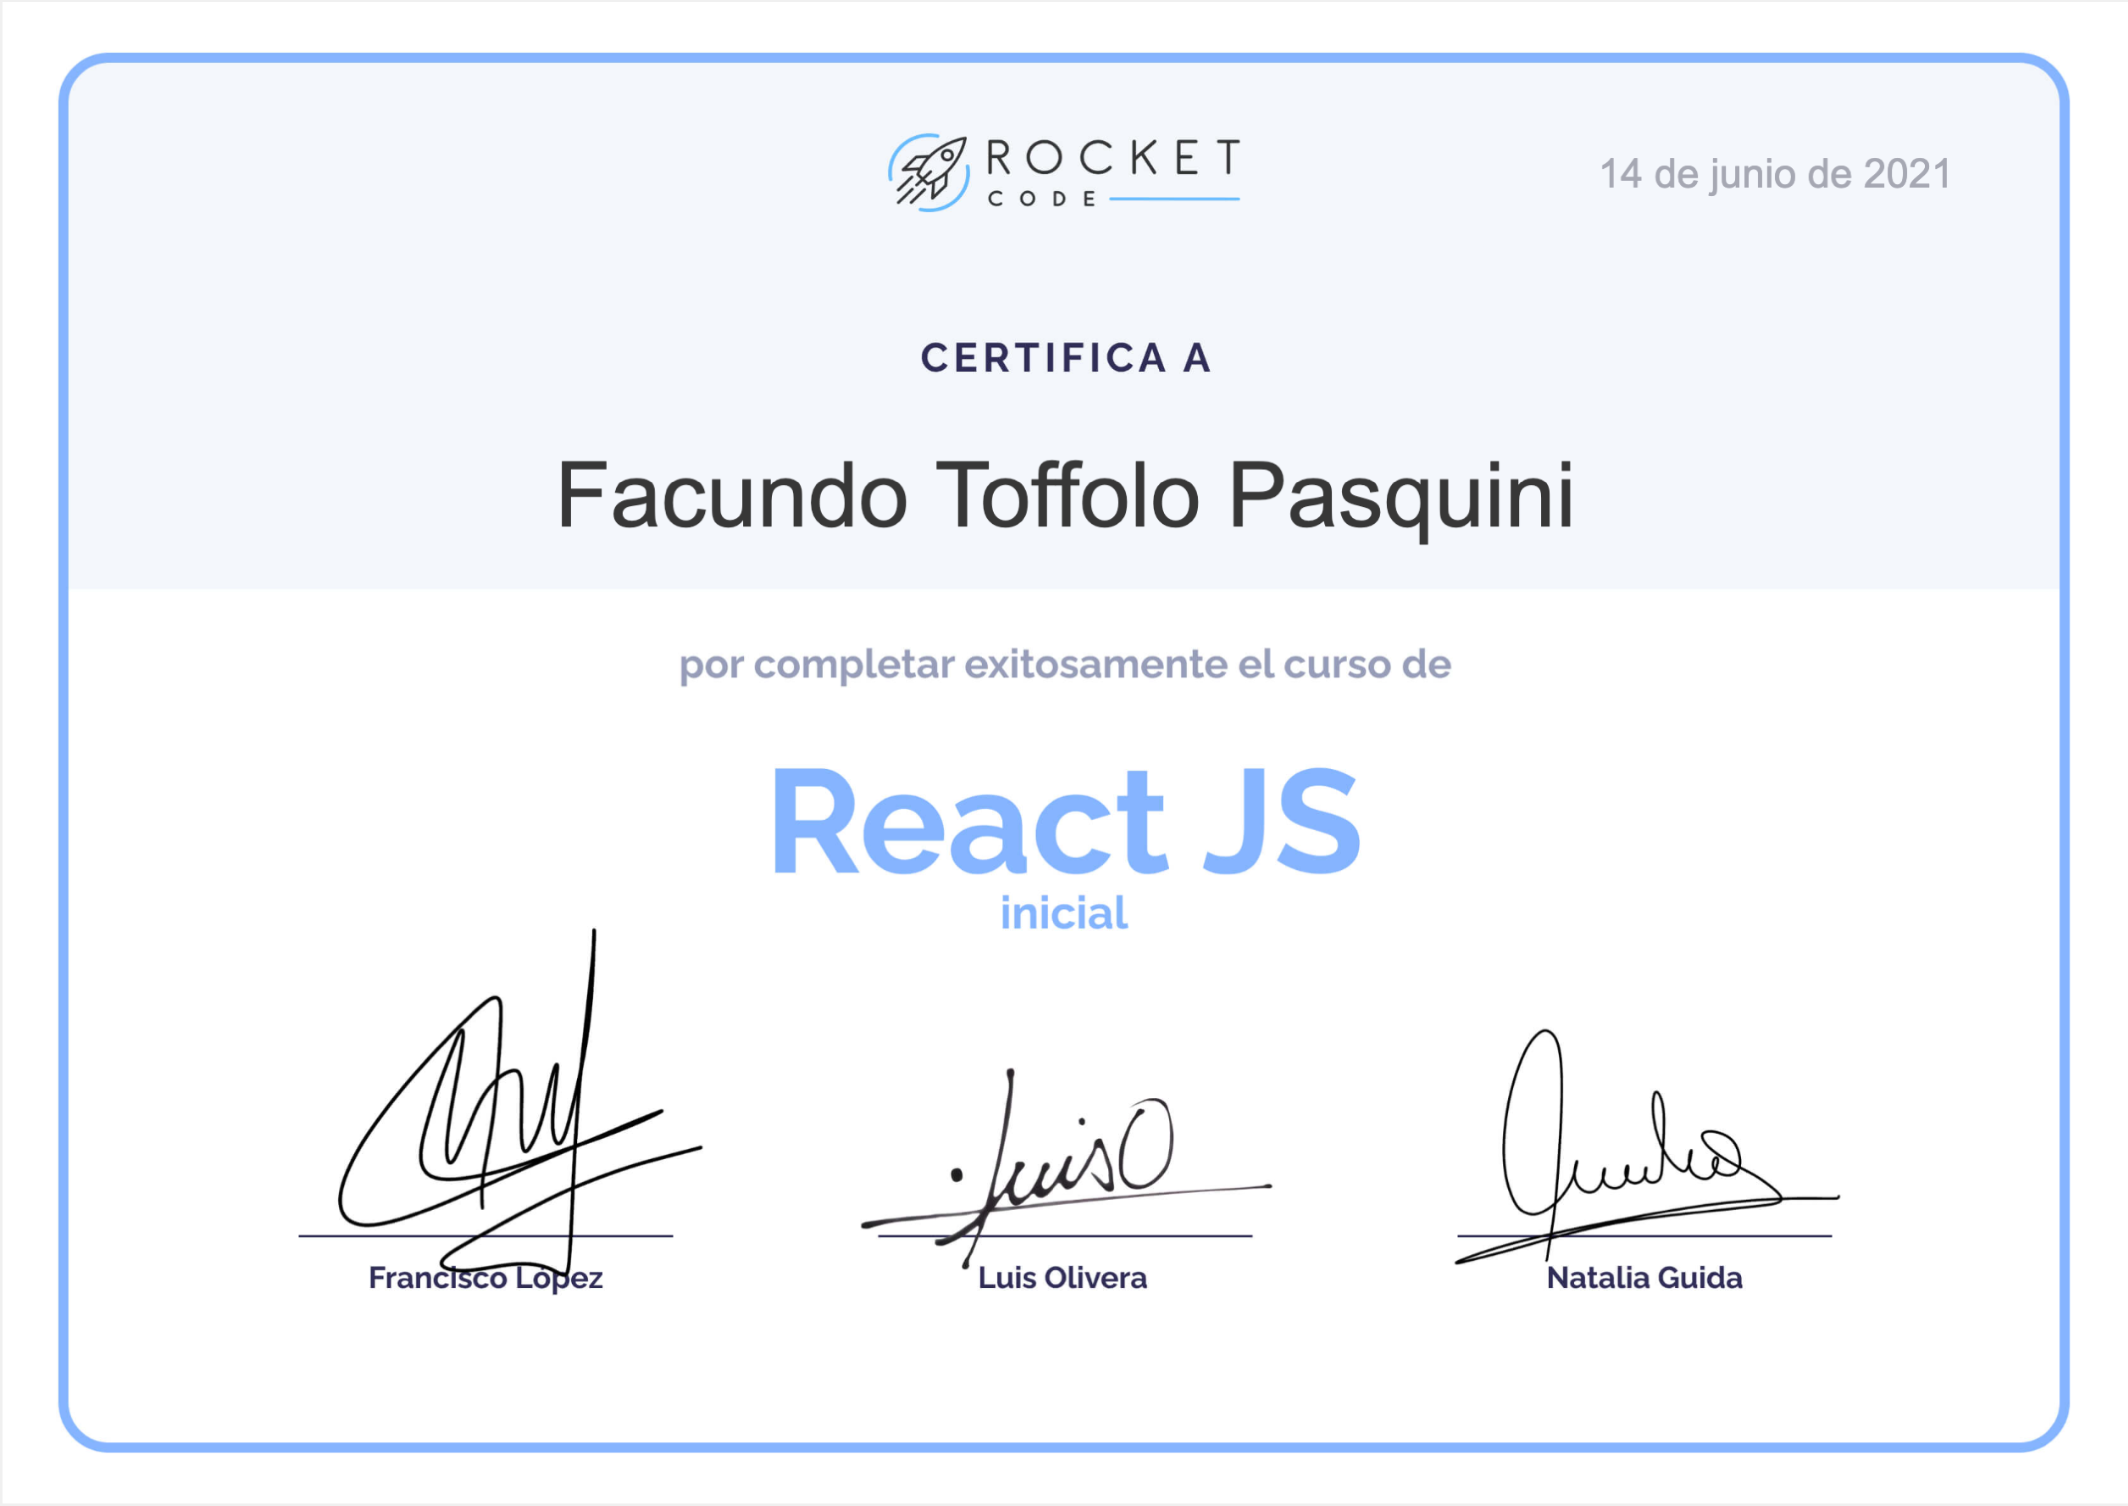 ROCKET
CODE
14 de junio de 2021
CERTIFICA A
Facundo Toffolo Pasquini
por completar exitosamente el curso de
React JS
inicial
LuisO
Francisco López
Luis Olivera
Natalia Guida